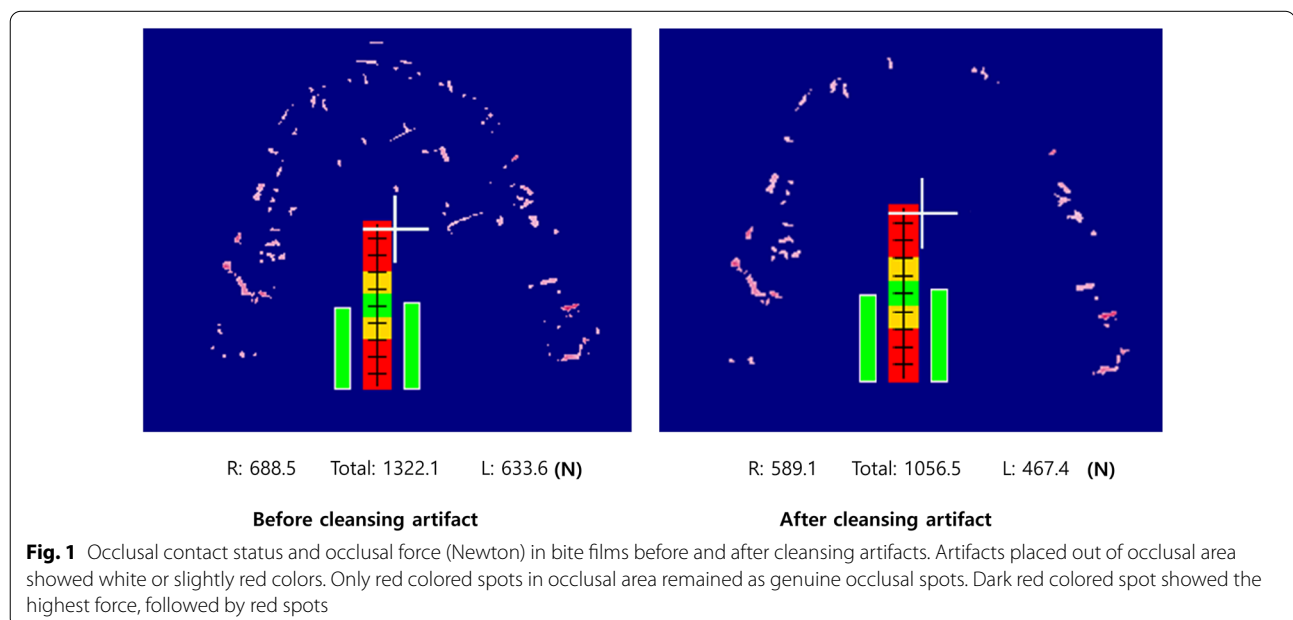 R: 688.5 Total: 1322.1 L: 633.6 (N)
R: 589.1 Total: 1056.5 L: 467.4 (N)
Before cleansing artifact
After cleansing artifact
Fig. 1 Occlusal contact status and occlusal force (Newton) in bite films before and after cleansing artifacts. Artifacts placed out of occlusal area
showed white or slightly red colors. Only red colored spots in occlusal area remained as genuine occlusal spots. Dark red colored spot showed the
highest force, followed by red spots